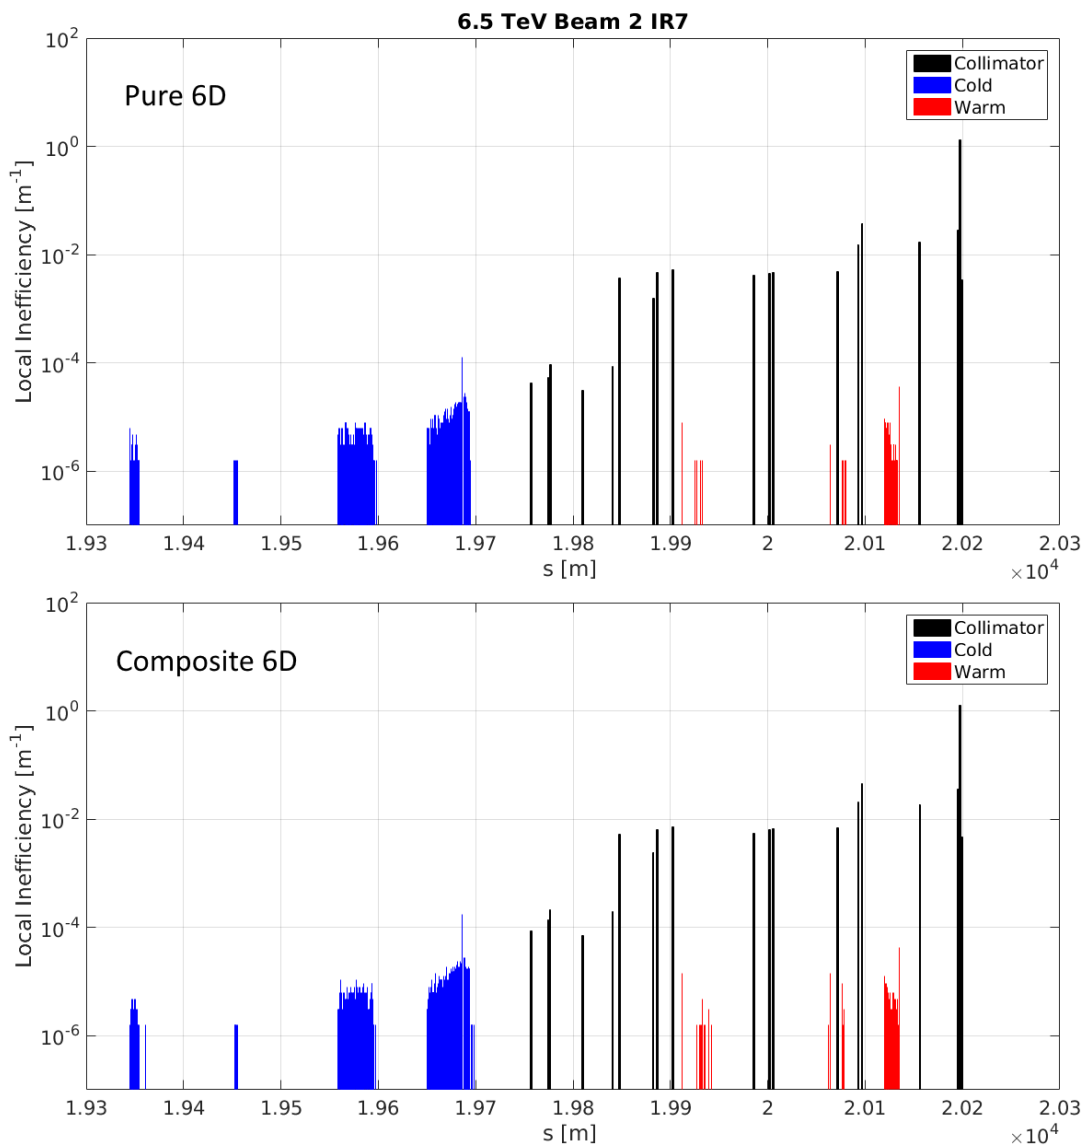 6.5 TeV Beam 2 IR7
10^2
Pure 6D
Collimator
Cold
Warm
10^0
Local Inefficiency [m^-1]
10^-2
10^-4
10^-6
1.93 1.94 1.95 1.96 1.97 1.98 1.99 2 2.01 2.02 2.03
s [m]
×10^4
10^2
Composite 6D
Collimator
Cold
Warm
10^0
Local Inefficiency [m^-1]
10^-2
10^-4
10^-6
1.93 1.94 1.95 1.96 1.97 1.98 1.99 2 2.01 2.02 2.03
s [m]
×10^4